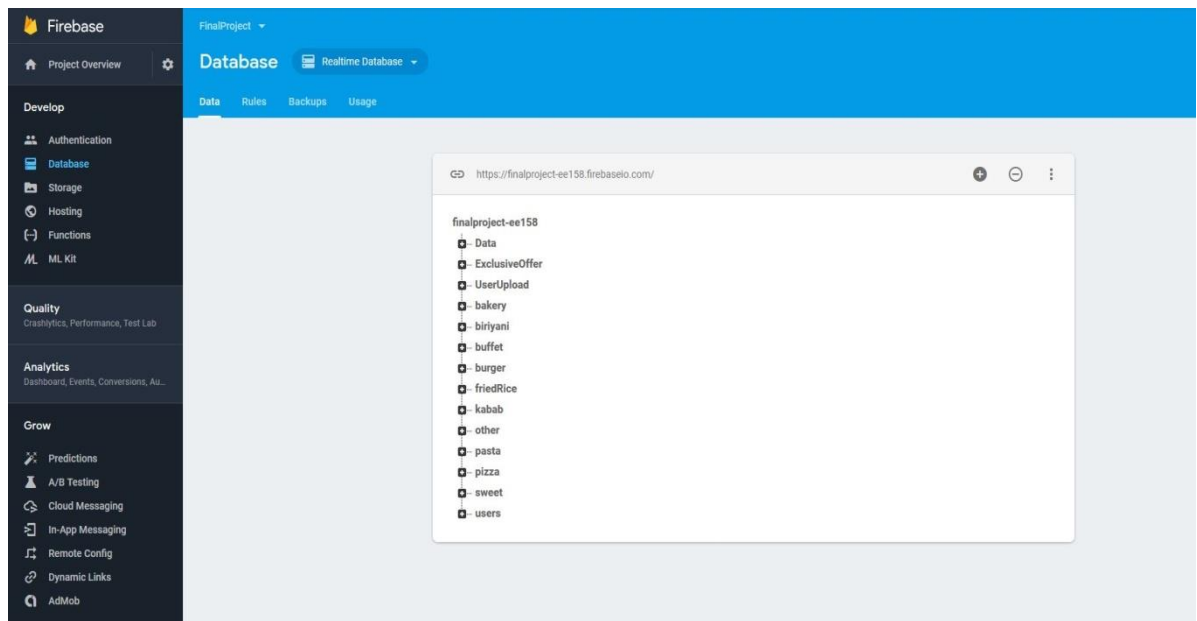 Firebase
Project Overview
Develop
Authentication
Database
Storage
Hosting
Functions
ML Kit
Quality
Crashlytics, Performance, Test Lab
Analytics
Dashboard, Events, Conversions, Au...
Grow
Predictions
A/B Testing
Cloud Messaging
In-App Messaging
Remote Config
Dynamic Links
AdMob
FinalProject
Database Realtime Database
Data Rules Backups Usage
https://finalproject-ee158.firebaseio.com/
finalproject-ee158
Data
ExclusiveOffer
UserUpload
bakery
biriyani
buffet
burger
friedRice
kabab
other
pasta
pizza
sweet
users